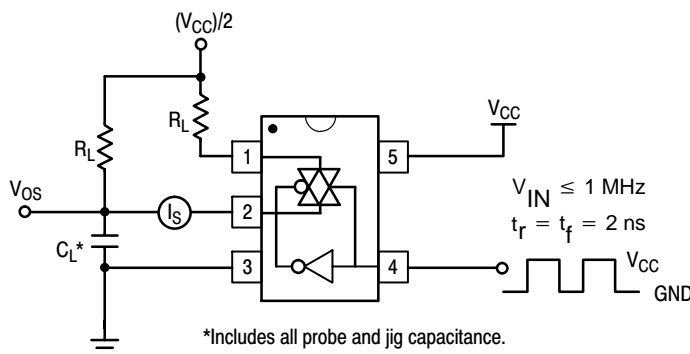 (VCC)/2
RL
RL
VCC
1
5
VOS
IS
2
VIN ≤ 1 MHz
tr = tf = 2 ns
CL*
3
4
VCC
GND
*Includes all probe and jig capacitance.